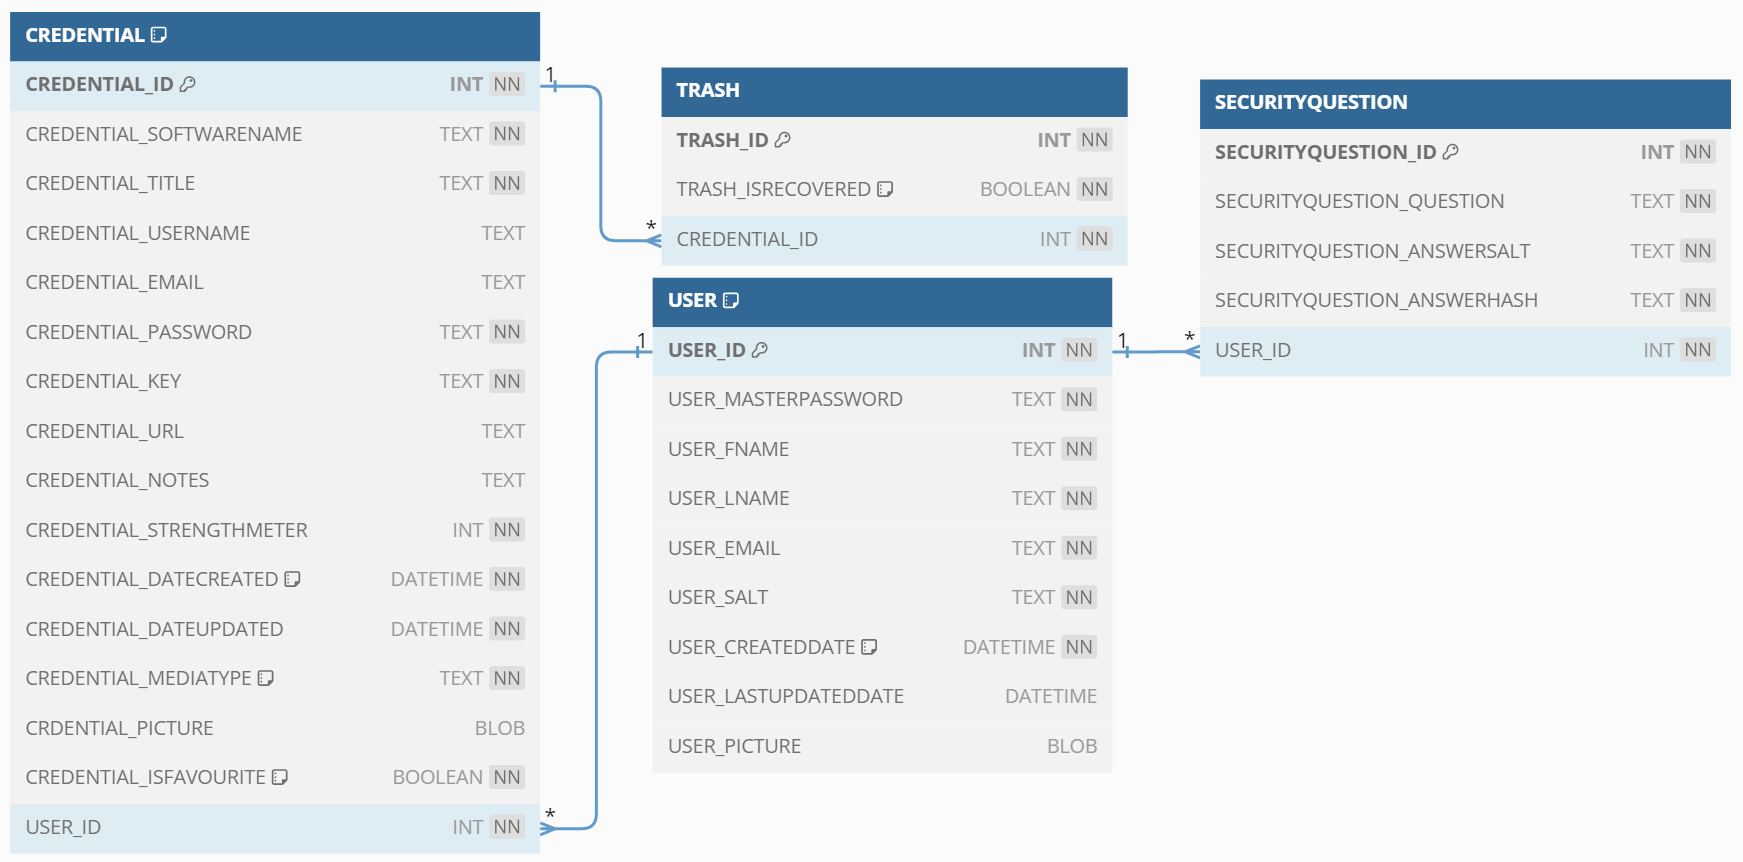 CREDENTIAL
CREDENTIAL_ID INT NN
CREDENTIAL_SOFTWARENAME TEXT NN
CREDENTIAL_TITLE TEXT NN
CREDENTIAL_USERNAME TEXT
CREDENTIAL_EMAIL TEXT
CREDENTIAL_PASSWORD TEXT NN
CREDENTIAL_KEY TEXT NN
CREDENTIAL_URL TEXT
CREDENTIAL_NOTES TEXT
CREDENTIAL_STRENGTHMETER INT NN
CREDENTIAL_DATECREATED DATETIME NN
CREDENTIAL_DATEUPDATED DATETIME NN
CREDENTIAL_MEDIATYPE TEXT NN
CRDENTIAL_PICTURE BLOB
CREDENTIAL_ISFAVOURITE BOOLEAN NN
USER_ID INT NN
1
*
1
*
TRASH
TRASH_ID INT NN
TRASH_ISRECOVERED BOOLEAN NN
CREDENTIAL_ID INT NN
USER
USER_ID INT NN
USER_MASTERPASSWORD TEXT NN
USER_FNAME TEXT NN
USER_LNAME TEXT NN
USER_EMAIL TEXT NN
USER_SALT TEXT NN
USER_CREATEDDATE DATETIME NN
USER_LASTUPDATEDDATE DATETIME
USER_PICTURE BLOB
1
*
SECURITYQUESTION
SECURITYQUESTION_ID INT NN
SECURITYQUESTION_QUESTION TEXT NN
SECURITYQUESTION_ANSWERSALT TEXT NN
SECURITYQUESTION_ANSWERHASH TEXT NN
USER_ID INT NN